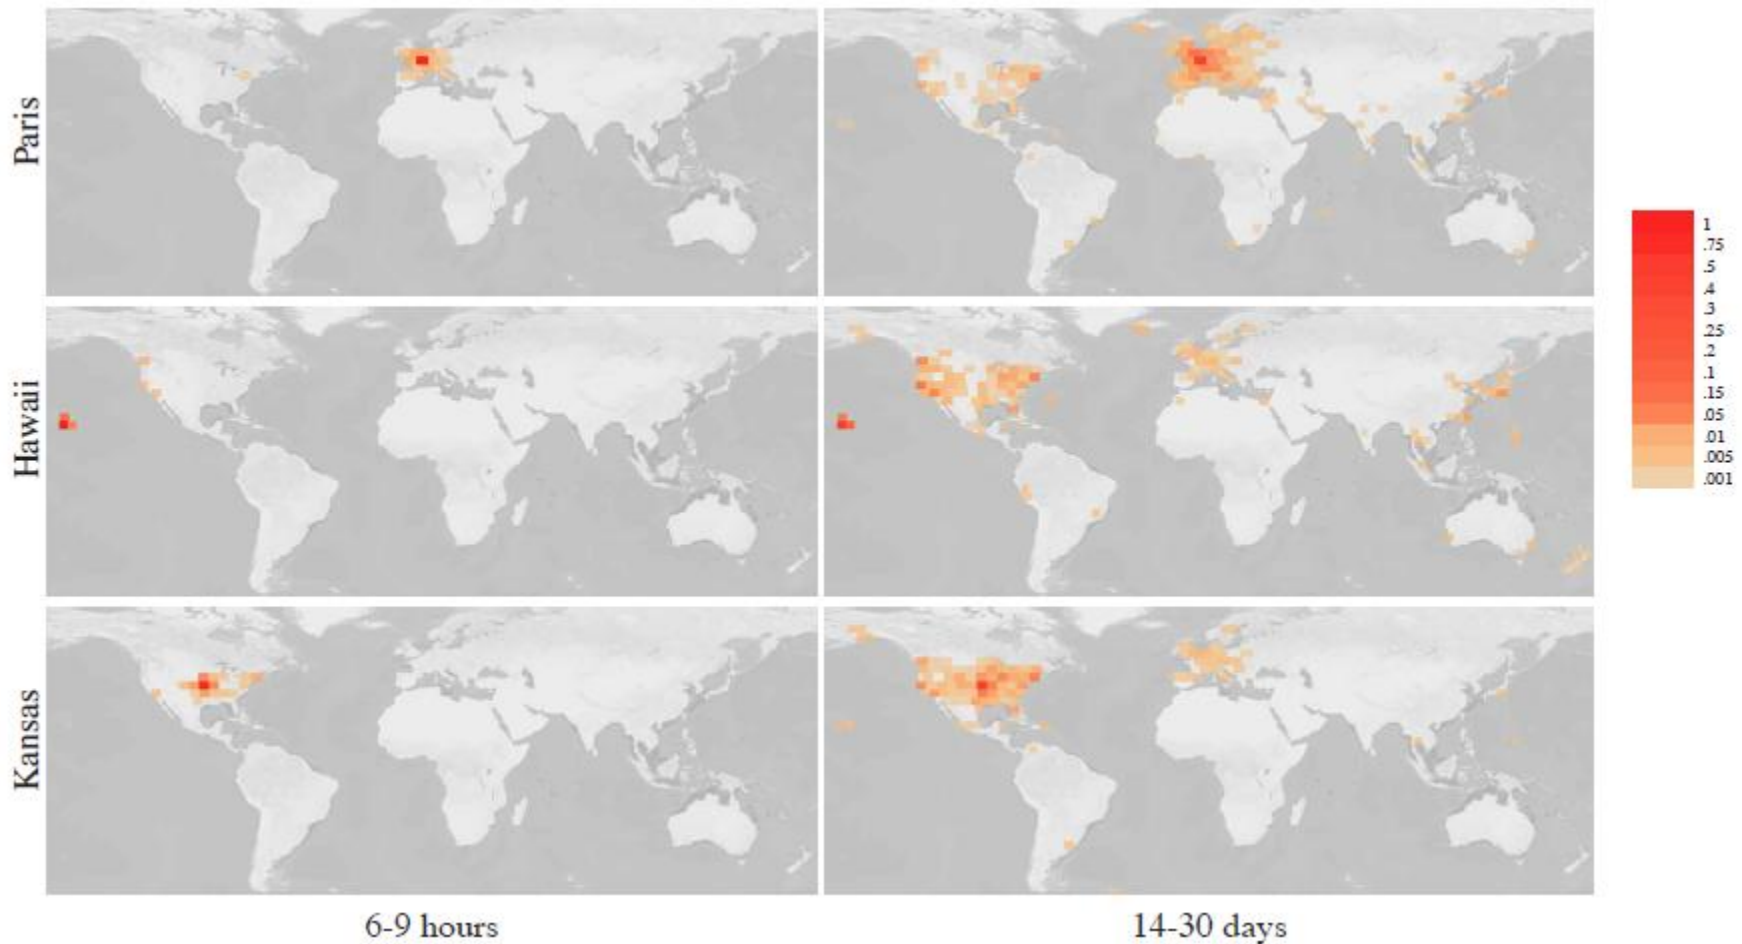 Paris
Hawaii
Kansas
6-9 hours
14-30 days
1
.75
.5
.4
.3
.25
.2
.1
.15
.05
.01
.005
.001